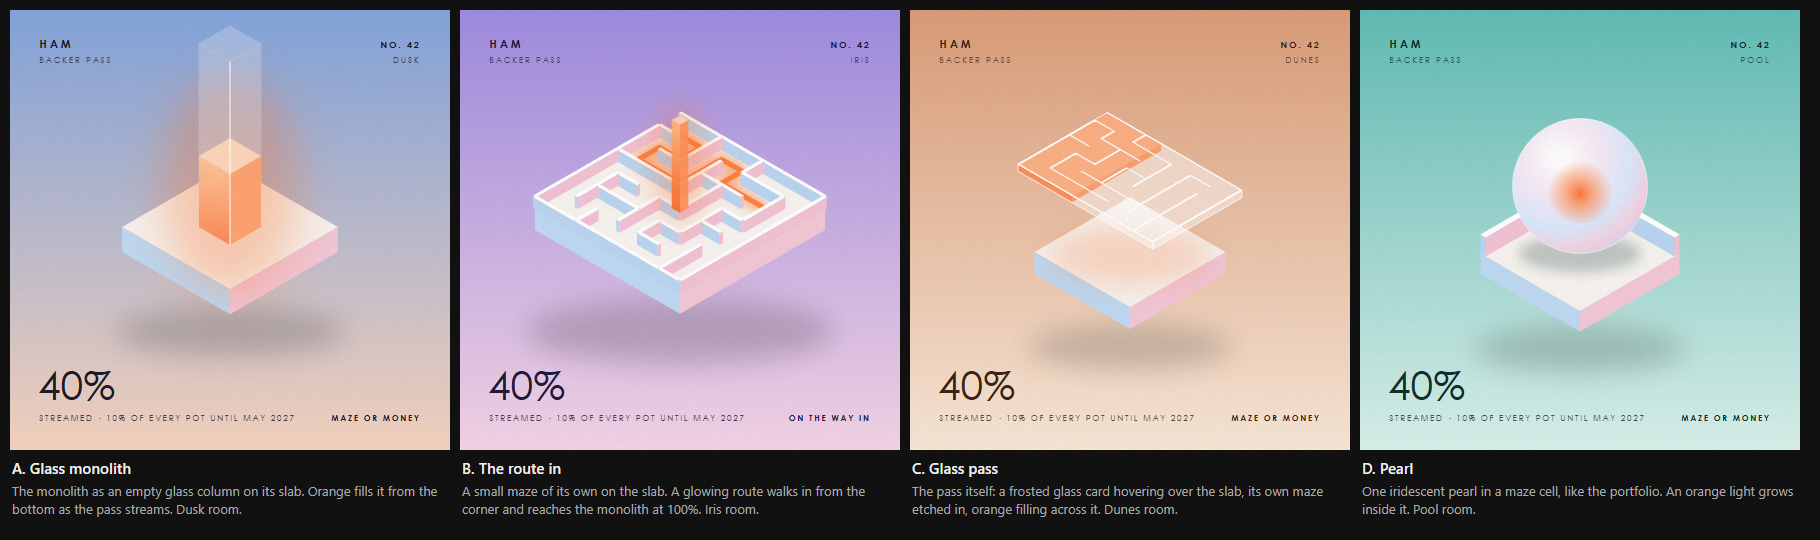 HAM
BACKER PASS
NO. 42
DUSK
40%
STREAMED - 10% OF EVERY POT UNTIL MAY 2027
MAZE OR MONEY
A. Glass monolith
The monolith as an empty glass column on its slab. Orange fills it from the
bottom as the pass streams. Dusk room.
HAM
BACKER PASS
NO. 42
IRIS
40%
STREAMED - 10% OF EVERY POT UNTIL MAY 2027
ON THE WAY IN
B. The route in
A small maze of its own on the slab. A glowing route walks in from the
corner and reaches the monolith at 100%. Iris room.
HAM
BACKER PASS
NO. 42
DUNES
40%
STREAMED - 10% OF EVERY POT UNTIL MAY 2027
MAZE OR MONEY
C. Glass pass
The pass itself: a frosted glass card hovering over the slab, its own maze
etched in, orange filling across it. Dunes room.
HAM
BACKER PASS
NO. 42
POOL
40%
STREAMED - 10% OF EVERY POT UNTIL MAY 2027
MAZE OR MONEY
D. Pearl
One iridescent pearl in a maze cell, like the portfolio. An orange light grows
inside it. Pool room.